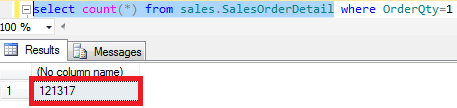 select count(*) from sales.SalesOrderDetail where OrderQty=1
100 %
Results Messages
(No column name)
1 121317